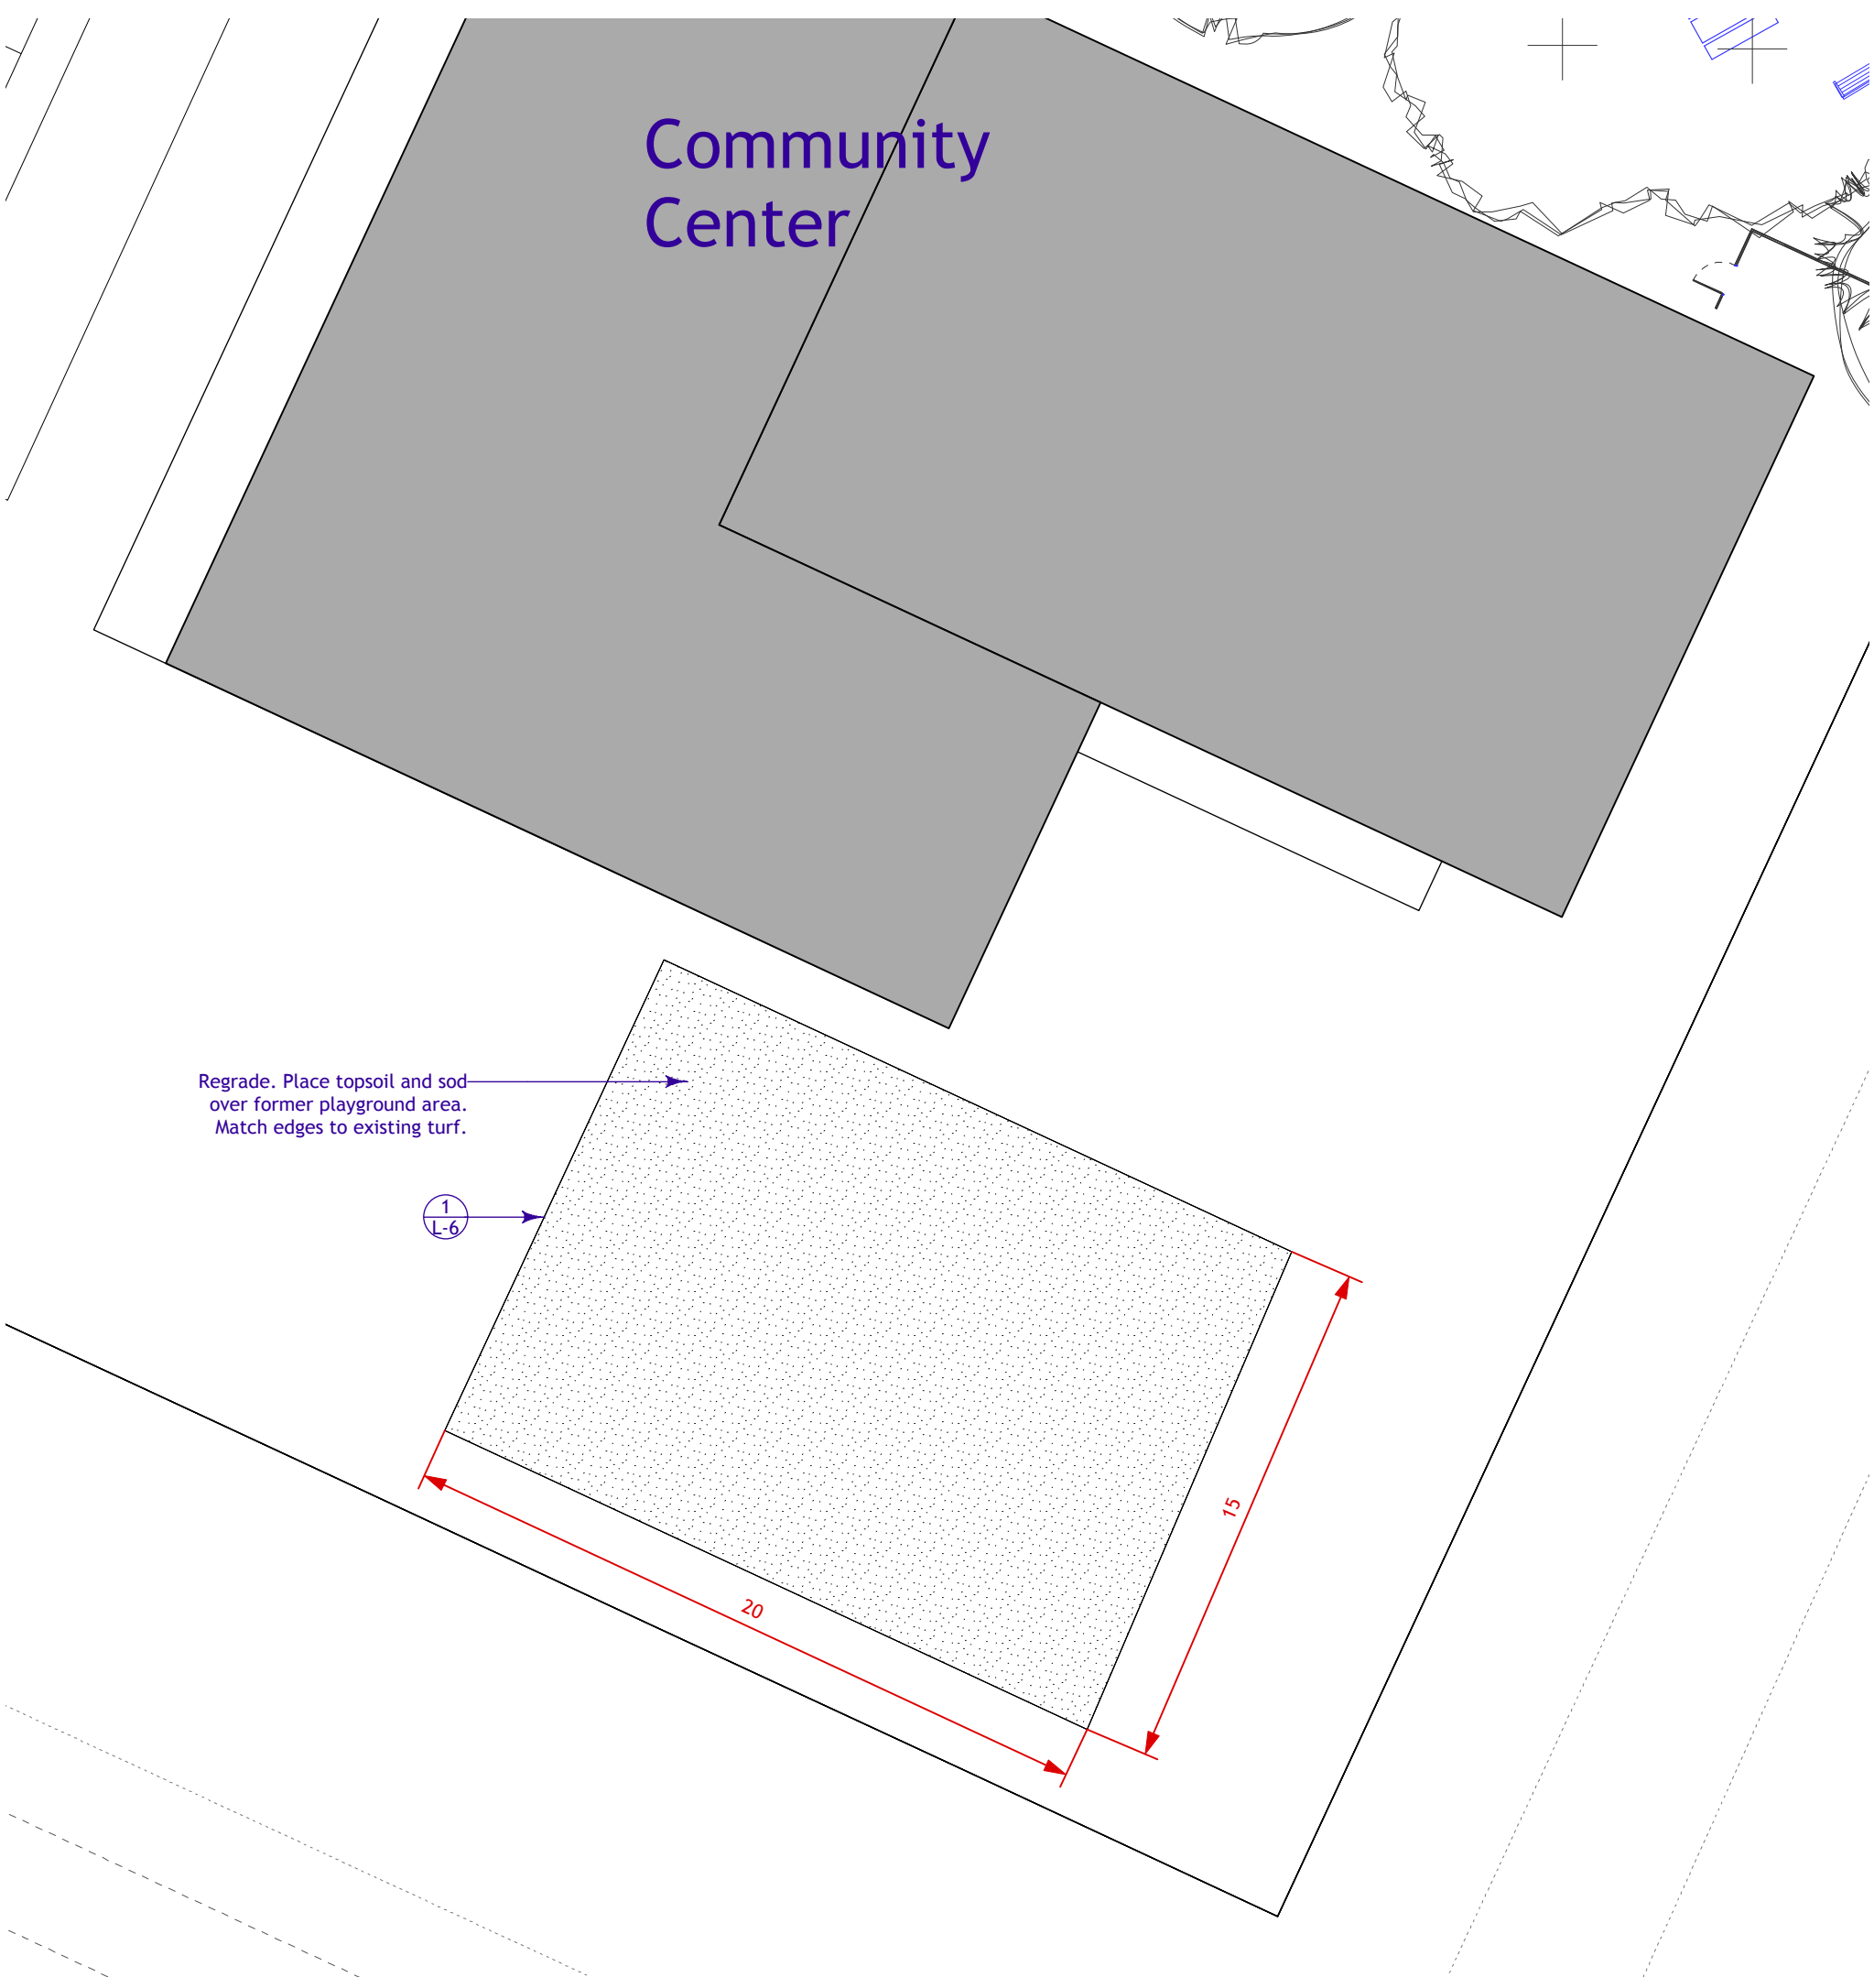 Community
Center
Regrade. Place topsoil and sod
over former playground area.
Match edges to existing turf.
1
L-6
15
20